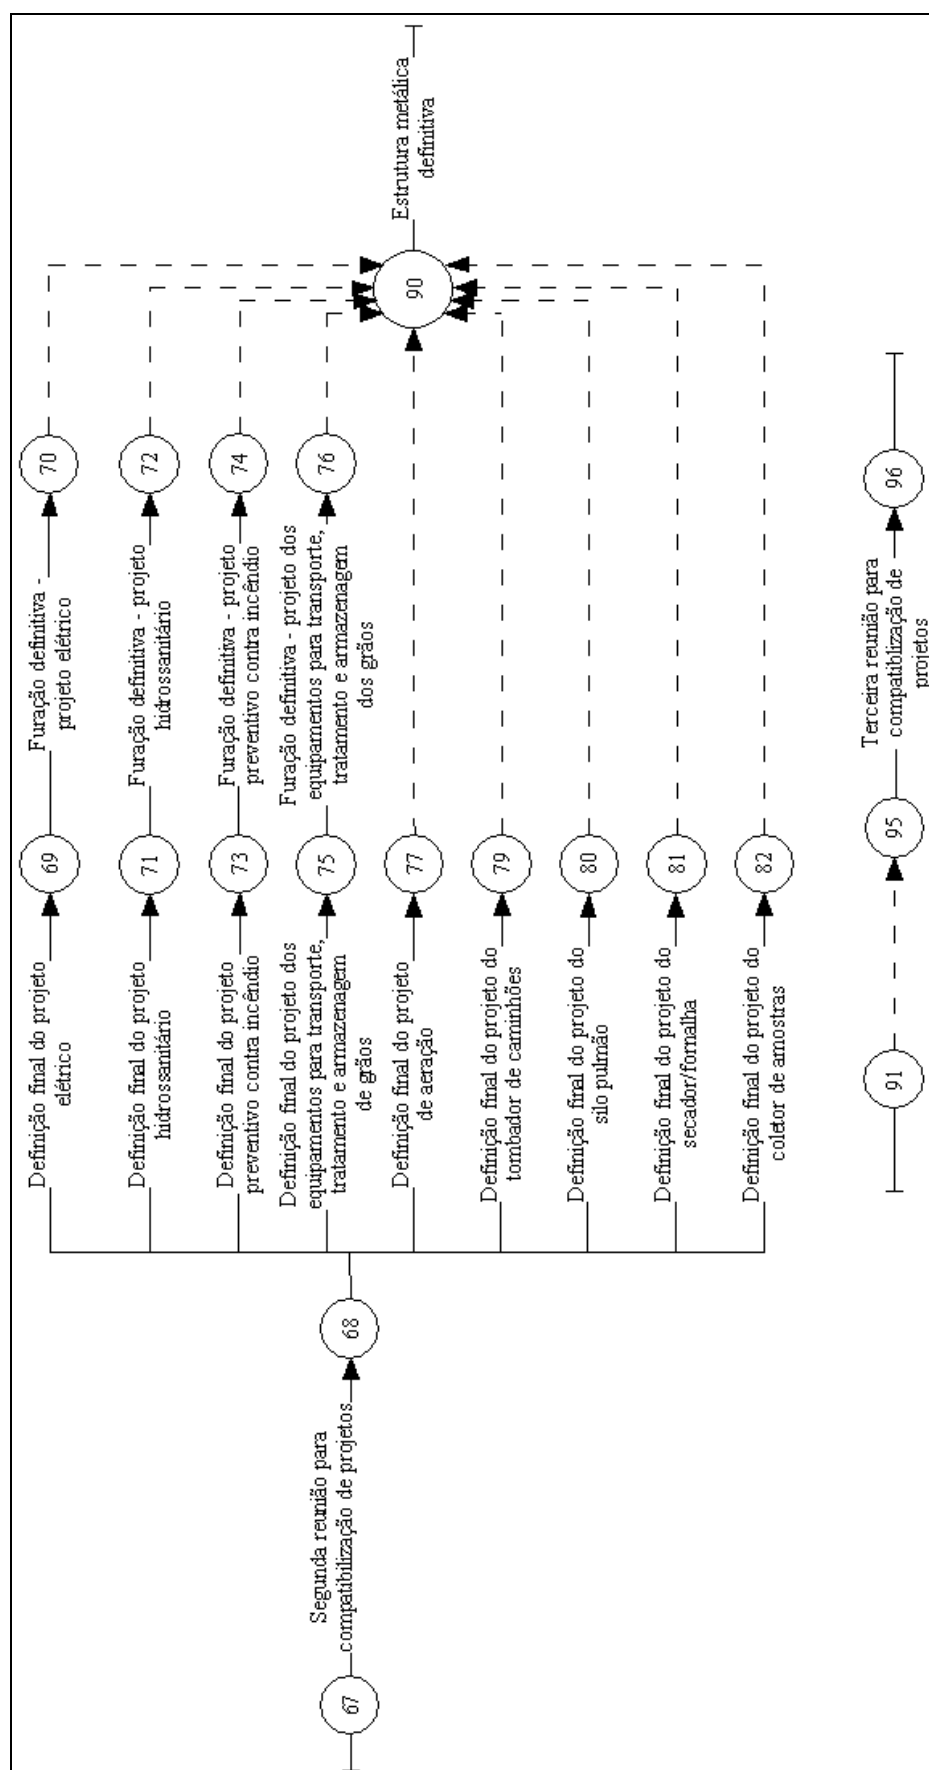 67
Segunda reunião para
compatibilização de projetos
68
Definição final do projeto
elétrico
69
Furação definitiva -
projeto elétrico
70
Definição final do projeto
hidrossanitário
71
Furação definitiva - projeto
hidrossanitário
72
Definição final do projeto
preventivo contra incêndio
73
Furação definitiva - projeto
preventivo contra incêndio
74
Definição final do projeto dos
equipamentos para transporte,
tratamento e armazenagem
de grãos
75
Furação definitiva - projeto dos
equipamentos para transporte,
tratamento e armazenagem
dos grãos
76
Definição final do projeto
de aeração
77
90
Estrutura metálica
definitiva
Definição final do projeto do
tombador de caminhões
79
Definição final do projeto do
silo pulmão
80
Definição final do projeto do
secador/fornalha
81
Definição final do projeto do
coletor de amostras
82
91
95
Terceira reunião para
compatiblização de
projetos
96